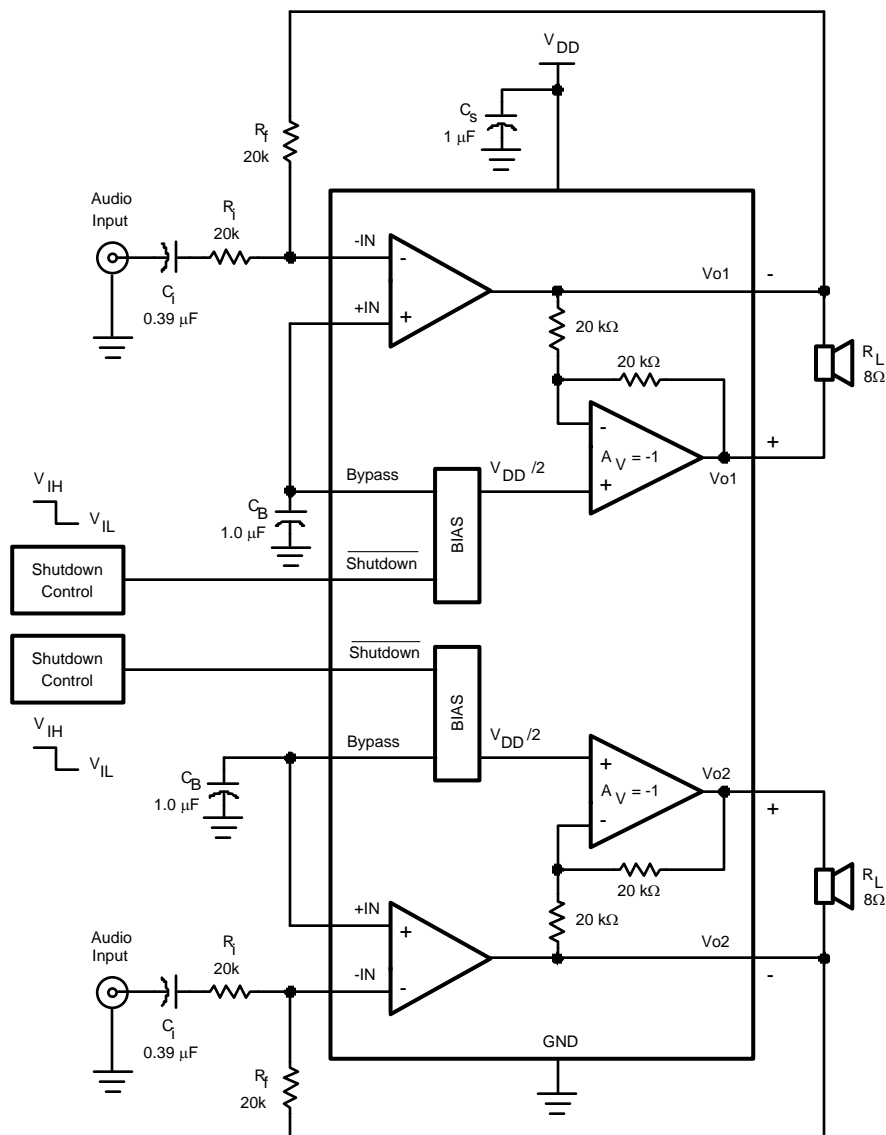 V DD
C s
1 μF
R f
20k
Audio
Input
R i
20k
C i
0.39 μF
-IN
-
+IN
+
Vo1
-
20 kΩ
20 kΩ
R L
8Ω
-
A V = -1
+
+
Vo1
V IH
V IL
Bypass
C B
1.0 μF
BIAS
V DD /2
Shutdown
Control
Shutdown
Shutdown
Control
Shutdown
BIAS
V IH
V IL
Bypass
V DD /2
C B
1.0 μF
+
A V = -1
-
Vo2
+
20 kΩ
20 kΩ
R L
8Ω
+IN
+
-IN
-
Vo2
-
Audio
Input
R i
20k
C i
0.39 μF
R f
20k
GND